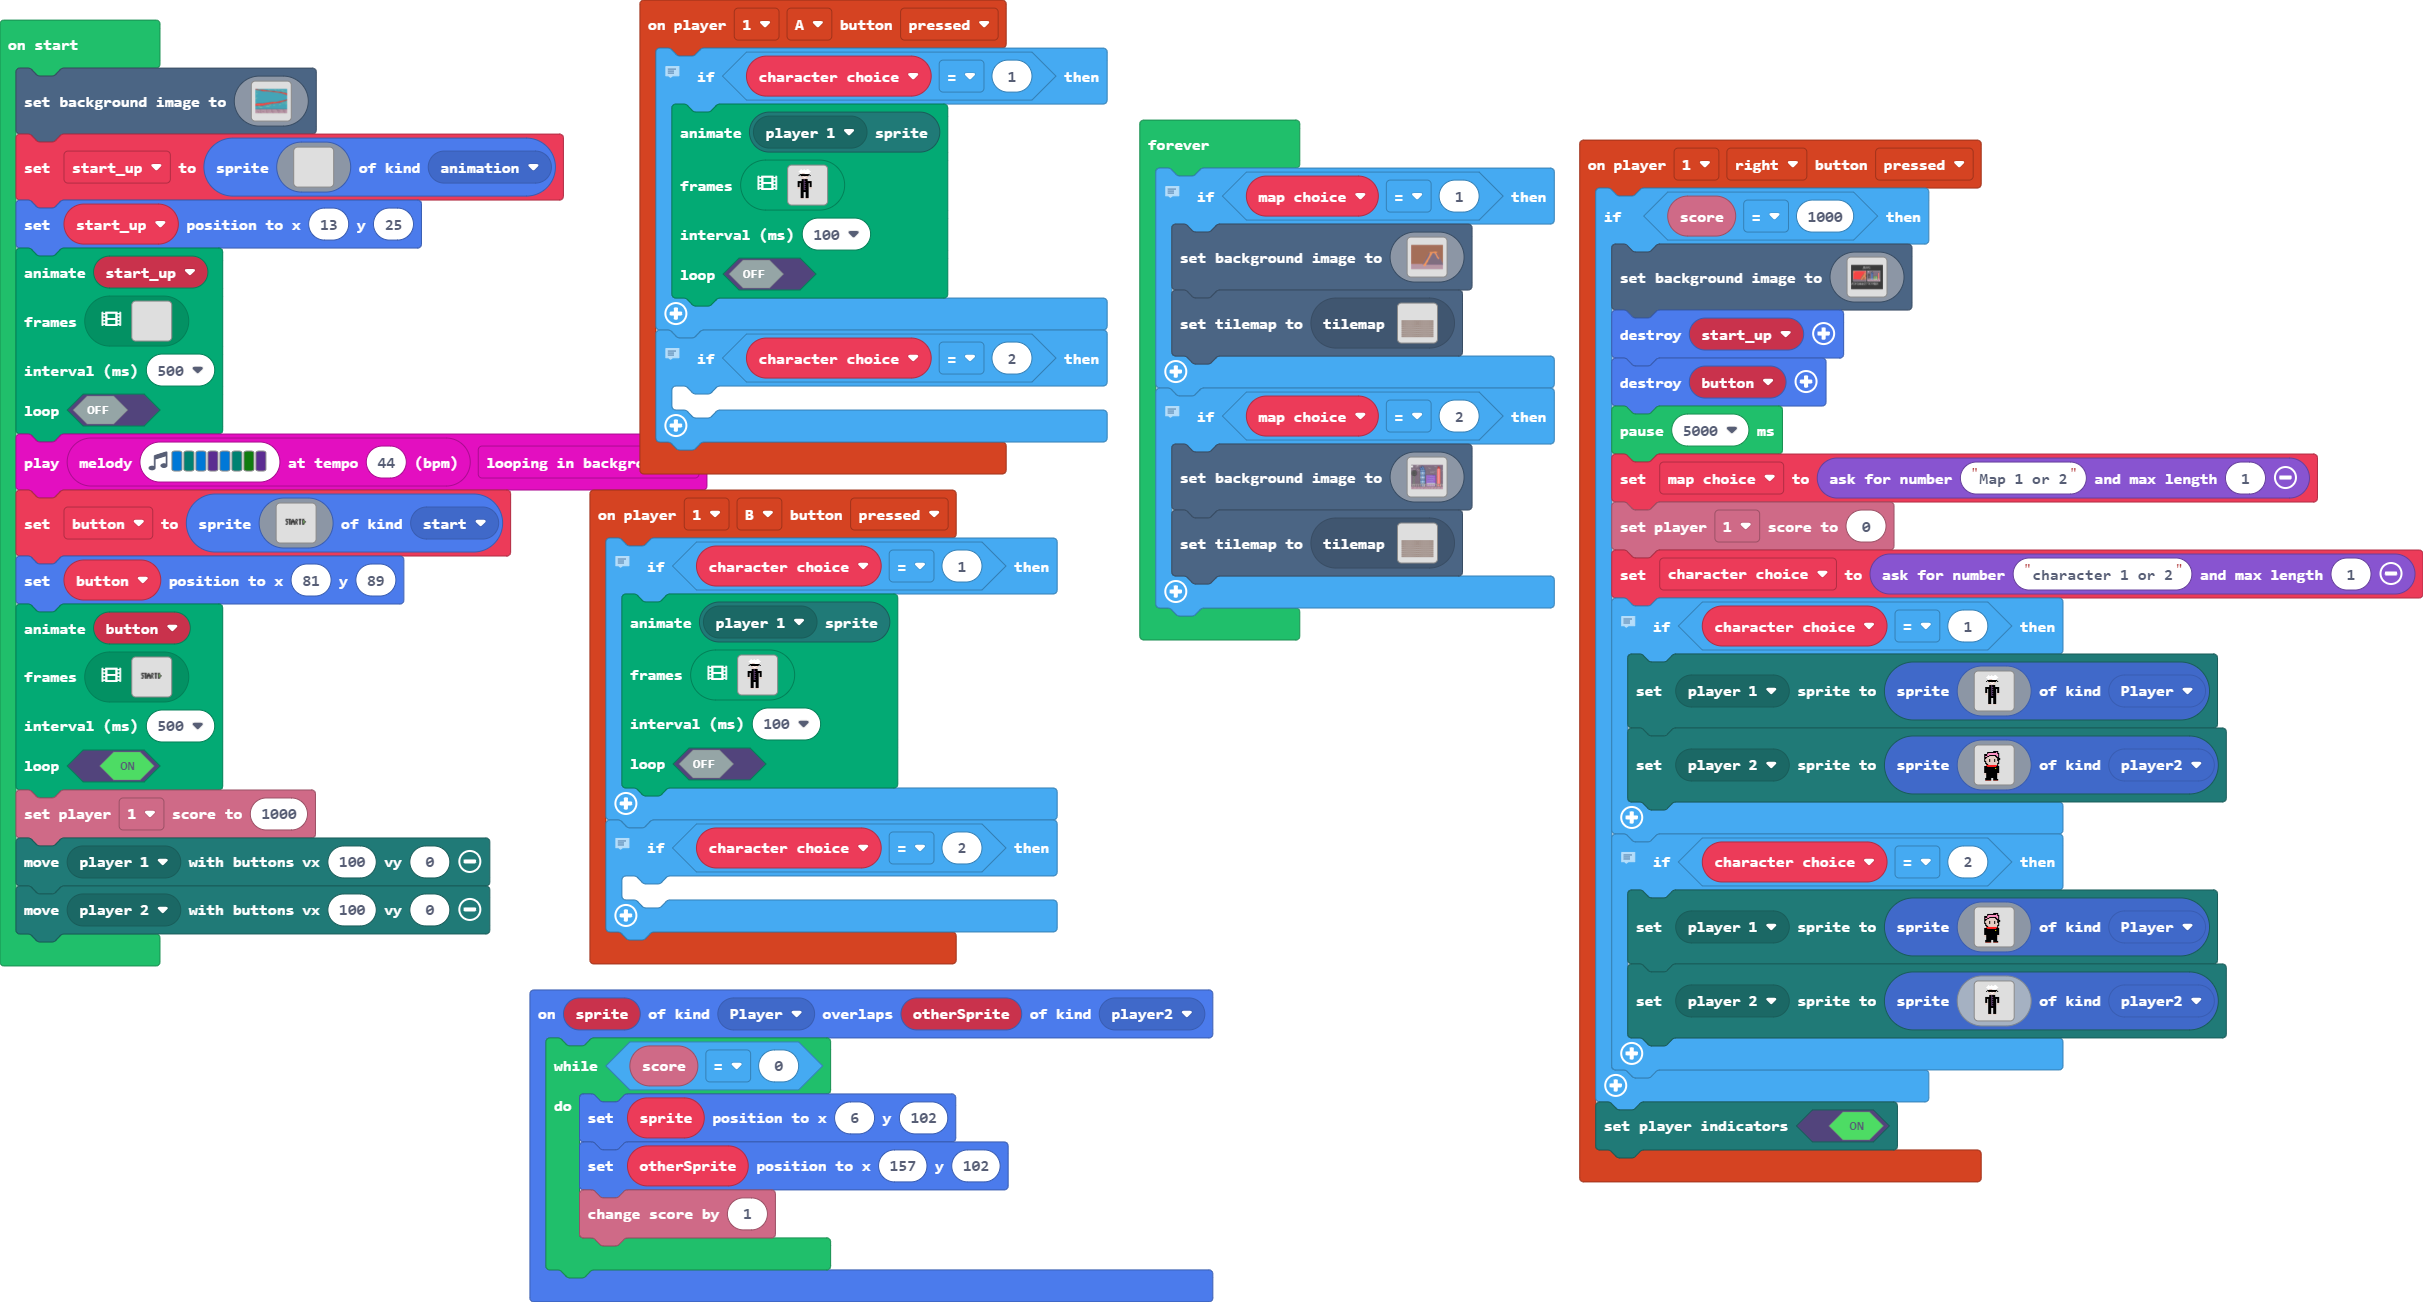 on start
set background image to
set start_up to sprite of kind animation
set start_up position to x 13 y 25
animate start_up
frames
interval (ms) 500
loop OFF
play melody at tempo 44 (bpm) looping in backgro
set button to sprite START of kind start
set button position to x 81 y 89
animate button
frames START
interval (ms) 500
loop ON
set player 1 score to 1000
move player 1 with buttons vx 100 vy 0
move player 2 with buttons vx 100 vy 0
on player 1 A button pressed
if character choice = 1 then
animate player 1 sprite
frames
interval (ms) 100
loop OFF
if character choice = 2 then
on player 1 B button pressed
if character choice = 1 then
animate player 1 sprite
frames
interval (ms) 100
loop OFF
if character choice = 2 then
on sprite of kind Player overlaps otherSprite of kind player2
while score = 0
do
set sprite position to x 6 y 102
set otherSprite position to x 157 y 102
change score by 1
forever
if map choice = 1 then
set background image to
set tilemap to tilemap
if map choice = 2 then
set background image to
set tilemap to tilemap
on player 1 right button pressed
if score = 1000 then
set background image to
destroy start_up
destroy button
pause 5000 ms
set map choice to ask for number "Map 1 or 2" and max length 1
set player 1 score to 0
set character choice to ask for number "character 1 or 2" and max length 1
if character choice = 1 then
set player 1 sprite to sprite of kind Player
set player 2 sprite to sprite of kind player2
if character choice = 2 then
set player 1 sprite to sprite of kind Player
set player 2 sprite to sprite of kind player2
set player indicators ON